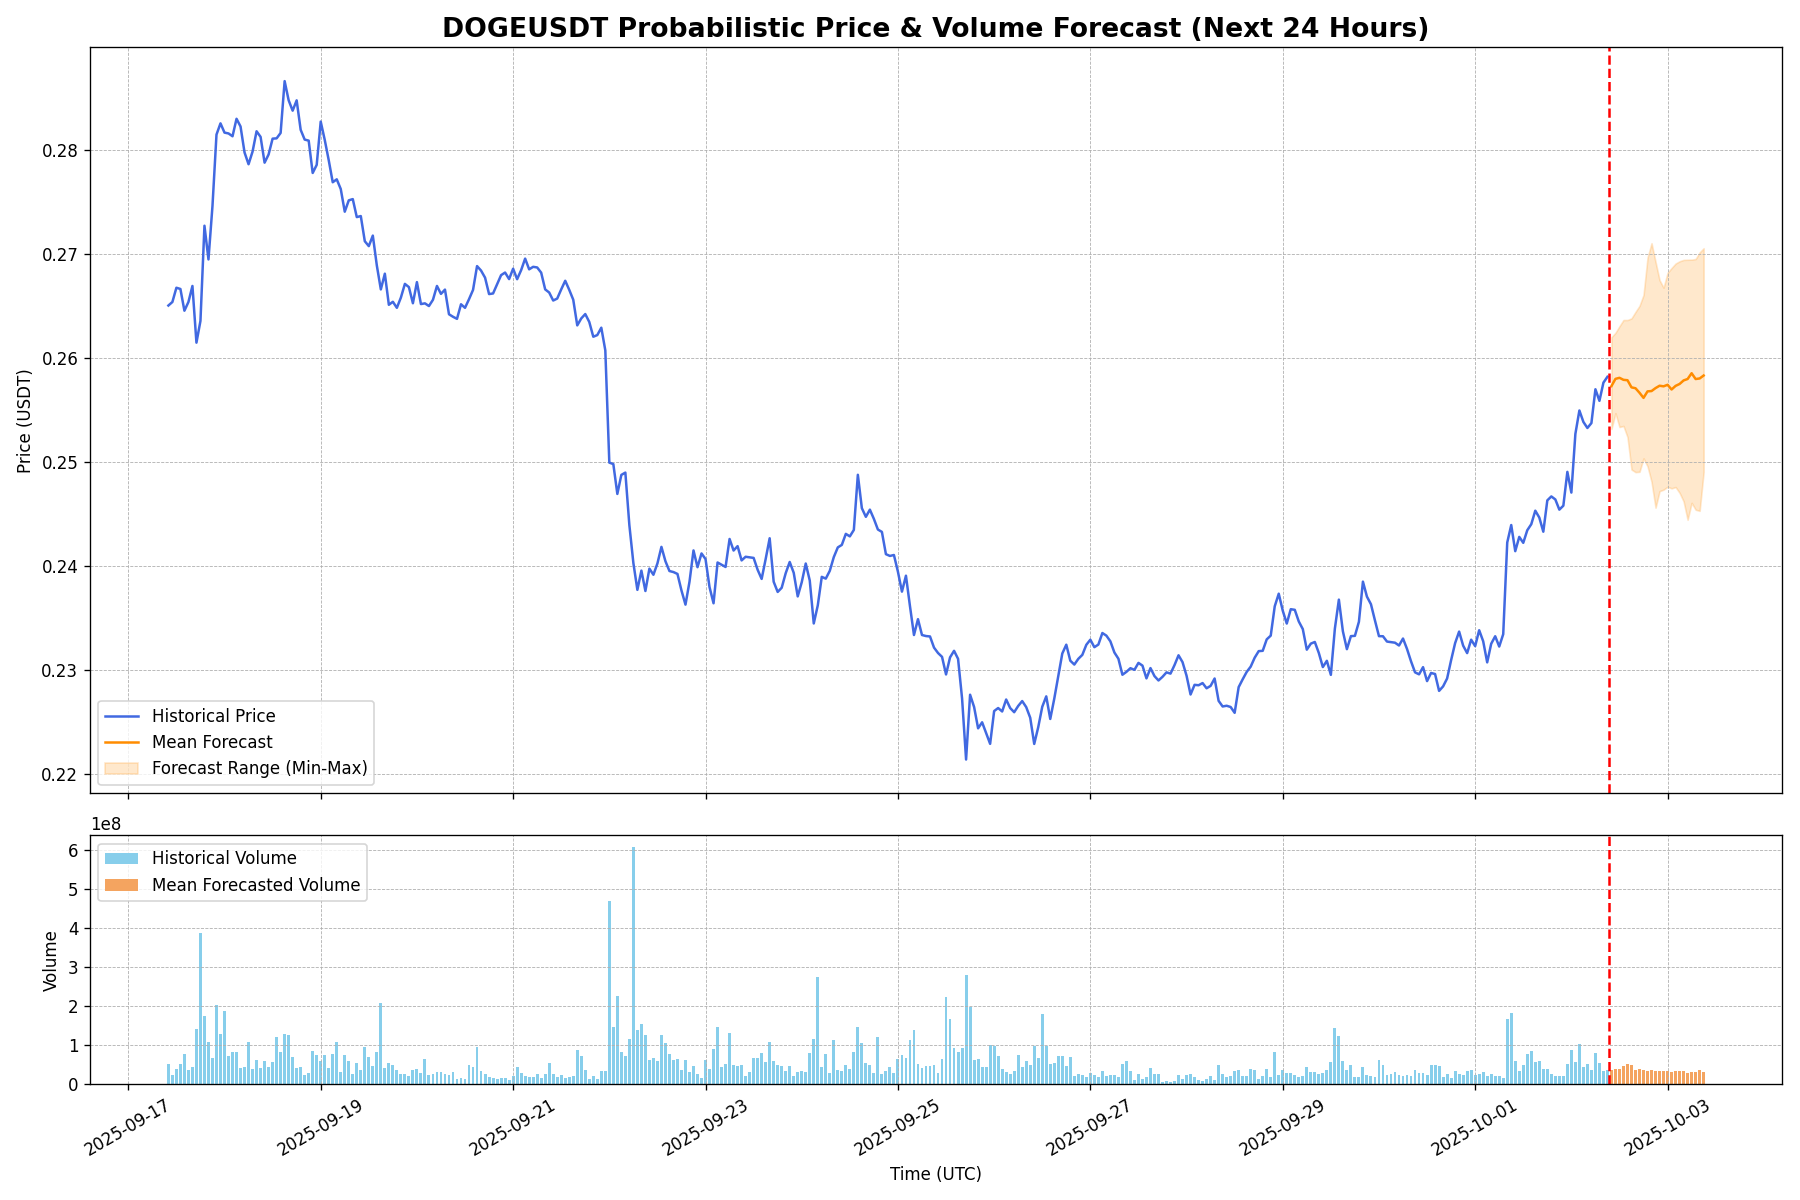 DOGEUSDT Probabilistic Price & Volume Forecast (Next 24 Hours)
Price (USDT)
0.28
0.27
0.26
0.25
0.24
0.23
0.22
Historical Price
Mean Forecast
Forecast Range (Min-Max)
1e8
Volume
6
5
4
3
2
1
0
Historical Volume
Mean Forecasted Volume
2025-09-17
2025-09-19
2025-09-21
2025-09-23
2025-09-25
2025-09-27
2025-09-29
2025-10-01
2025-10-03
Time (UTC)